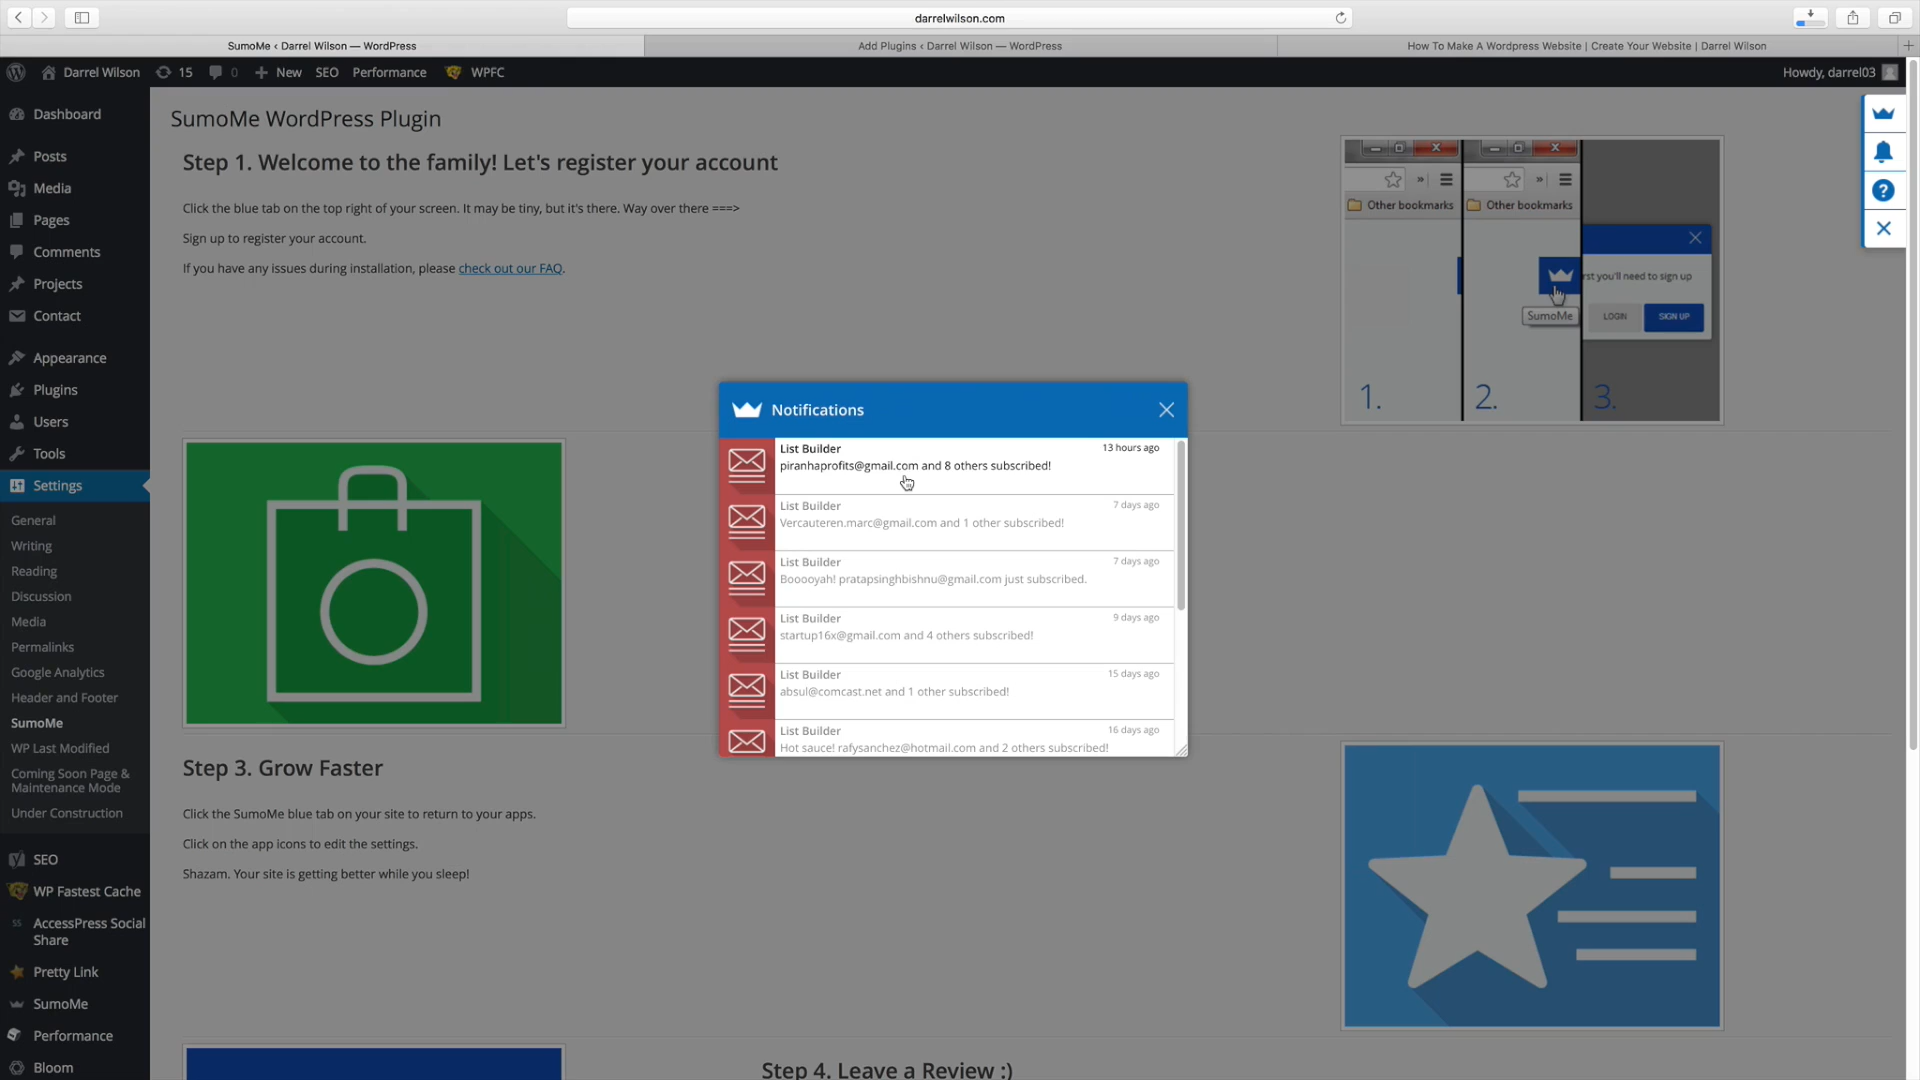 darrelwilson.com
SumoMe ‹ Darrel Wilson — WordPress
Add Plugins ‹ Darrel Wilson — WordPress
How To Make A Wordpress Website | Create Your Website | Darrel Wilson
Darrel Wilson 15 0 New SEO Performance WPFC Howdy, darrel03
Dashboard
Posts
Media
Pages
Comments
Projects
Contact
Appearance
Plugins
Users
Tools
Settings
General
Writing
Reading
Discussion
Media
Permalinks
Google Analytics
Header and Footer
SumoMe
WP Last Modified
Coming Soon Page &
Maintenance Mode
Under Construction
SEO
WP Fastest Cache
AccessPress Social
Share
Pretty Link
SumoMe
Performance
Bloom
SumoMe WordPress Plugin
Step 1. Welcome to the family! Let's register your account
Click the blue tab on the top right of your screen. It may be tiny, but it's there. Way over there ===>
Sign up to register your account.
If you have any issues during installation, please check out our FAQ.
Other bookmarks
Other bookmarks
rst you'll need to sign up
SumoMe
LOGIN
SIGN UP
1.
2.
3.
Notifications
List Builder 13 hours ago
piranhaprofits@gmail.com and 8 others subscribed!
List Builder 7 days ago
Vercauteren.marc@gmail.com and 1 other subscribed!
List Builder 7 days ago
Booooyah! pratapsinghbishnu@gmail.com just subscribed.
List Builder 9 days ago
startup16x@gmail.com and 4 others subscribed!
List Builder 15 days ago
absul@comcast.net and 1 other subscribed!
List Builder 16 days ago
Hot sauce! rafysanchez@hotmail.com and 2 others subscribed!
Step 3. Grow Faster
Click the SumoMe blue tab on your site to return to your apps.
Click on the app icons to edit the settings.
Shazam. Your site is getting better while you sleep!
Step 4. Leave a Review :)